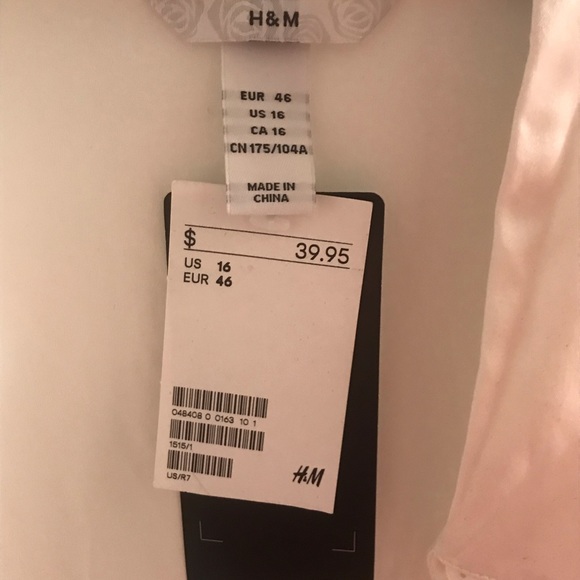 H&M
EUR 46
US 16
CA 16
CN 175/104A
MADE IN
CHINA
$ 39.95
US 16
EUR 46
048408 0 0163 10 1
1515/1
US/R7
H&M